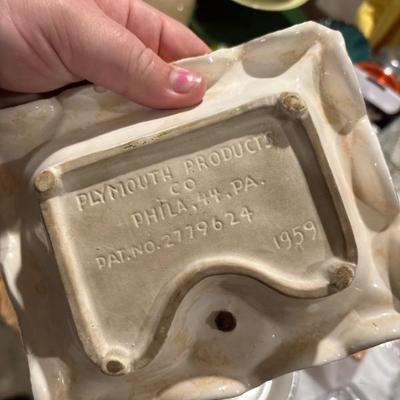 PLYMOUTH PRODUCTS
CO
PHILA, 44, PA.
PAT. NO. 2779624
1959